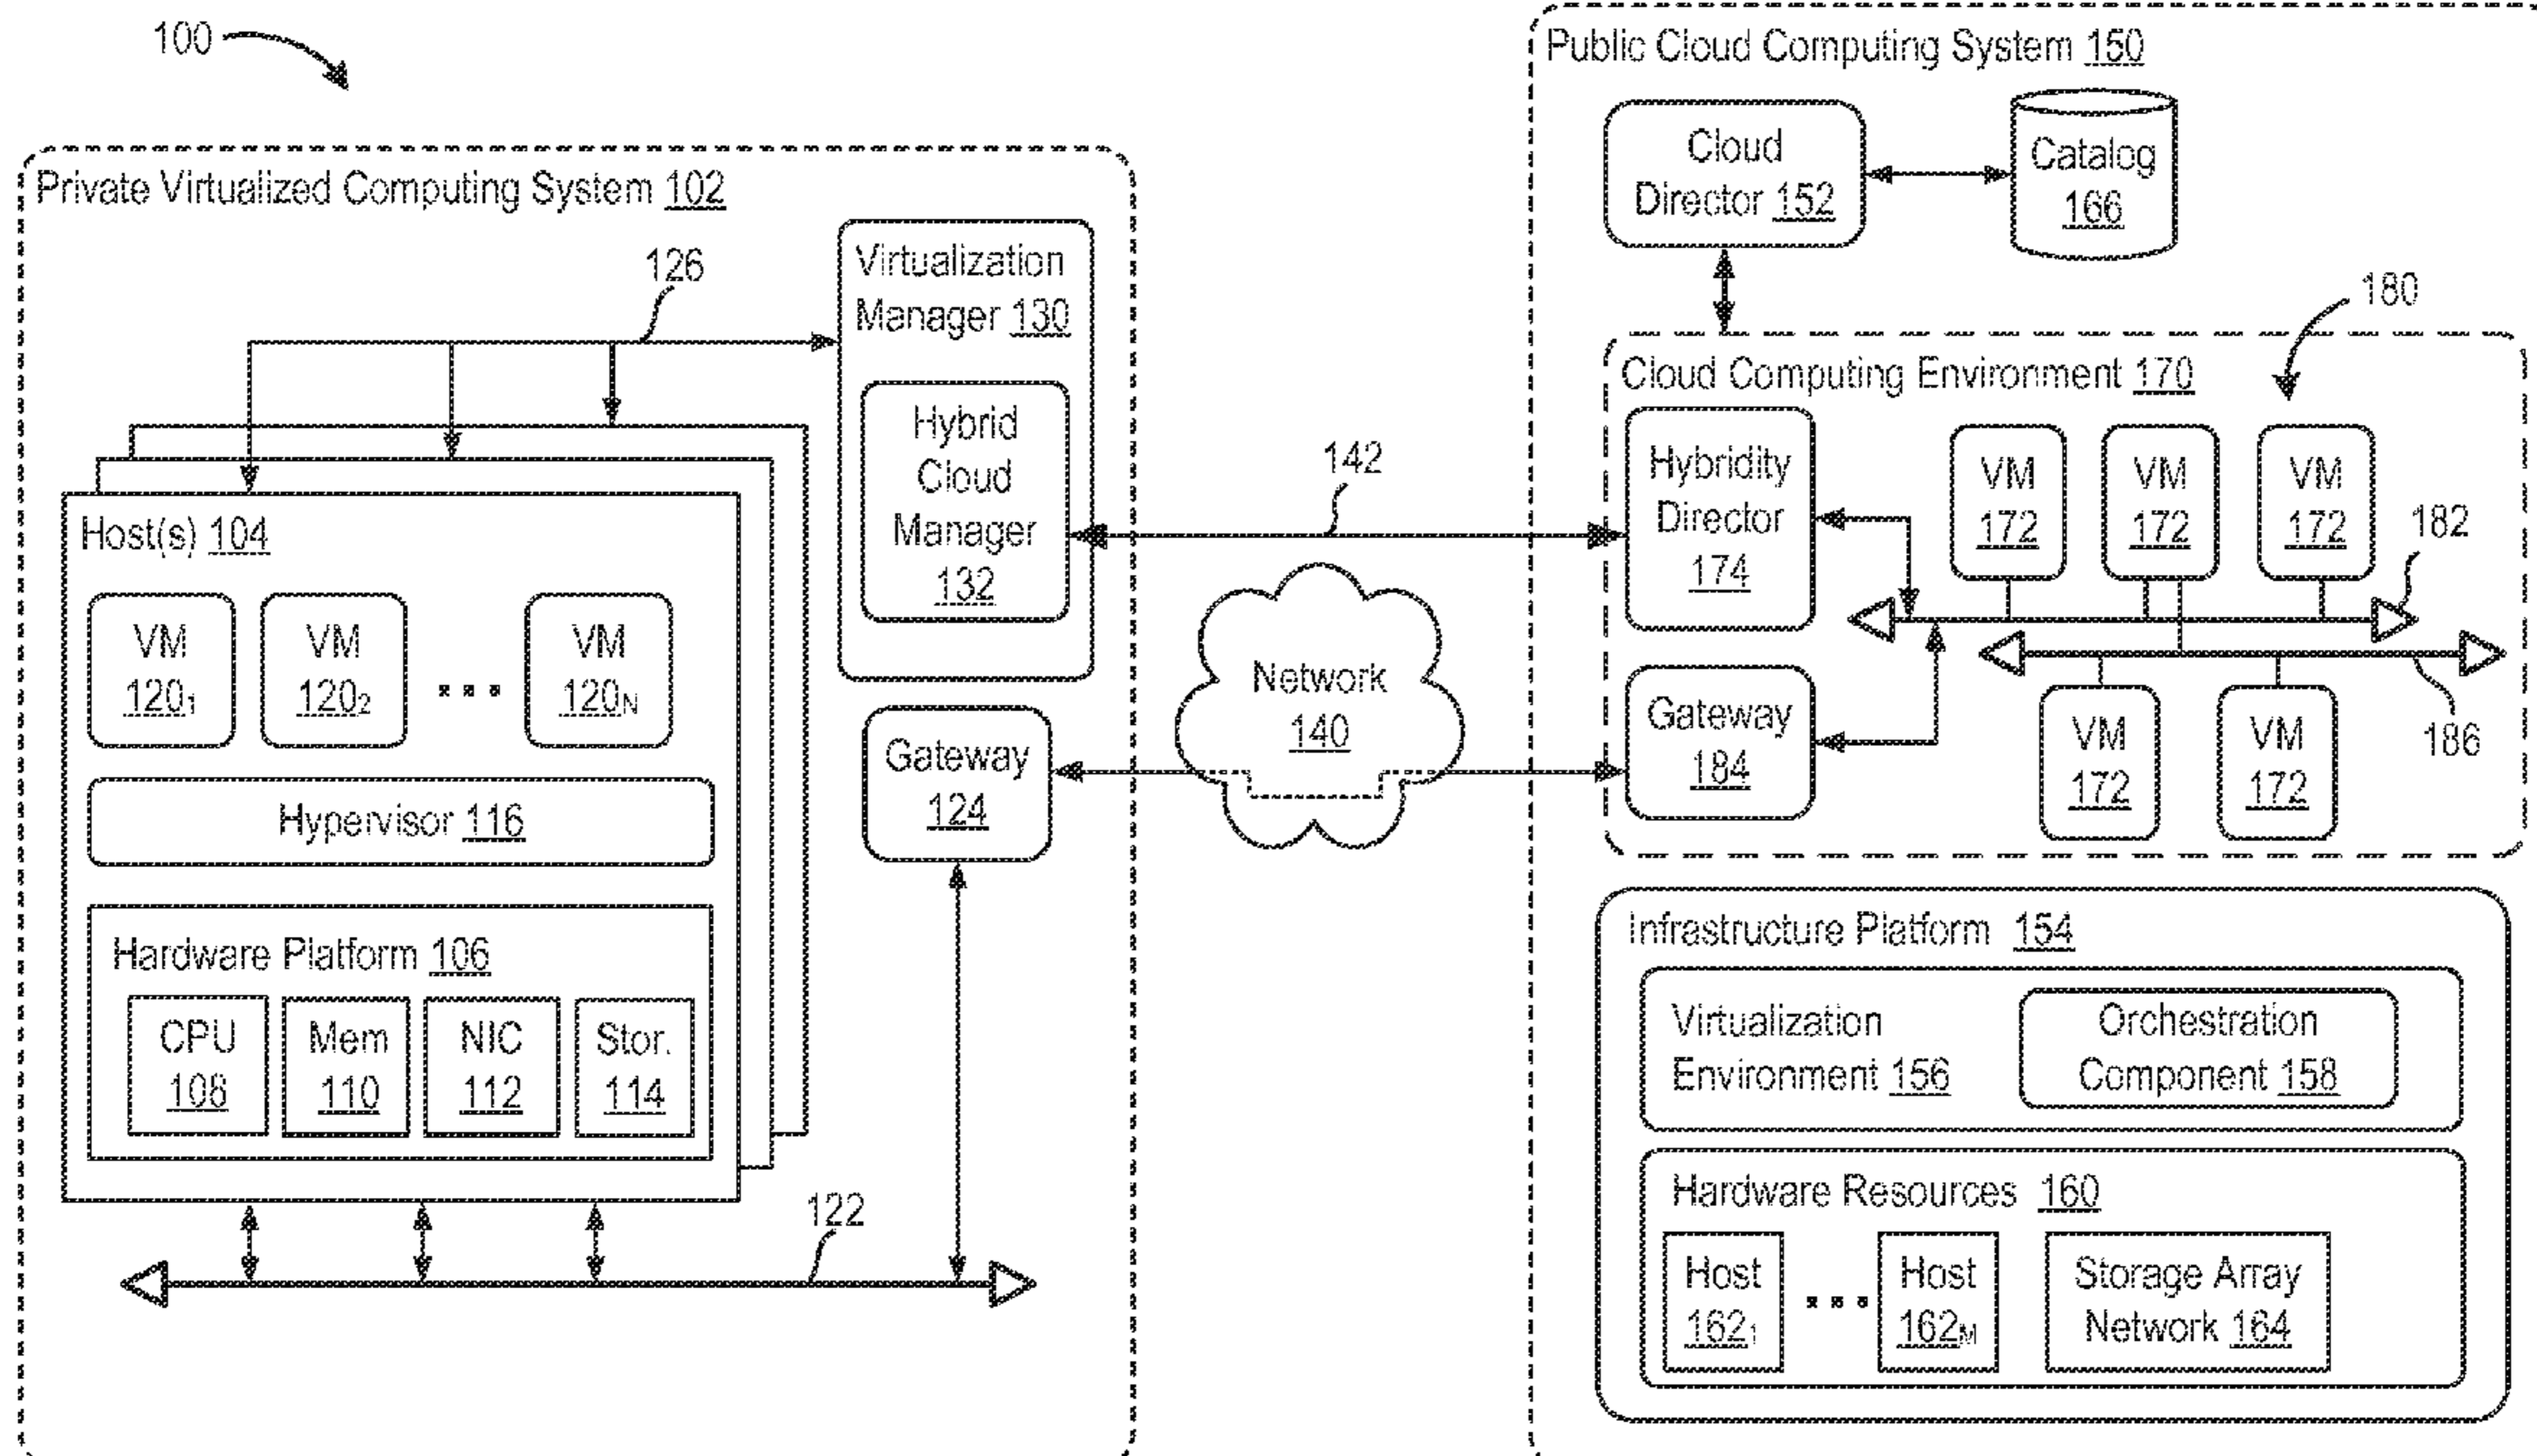 100
Private Virtualized Computing System 102
126
Virtualization
Manager 130
Hybrid
Cloud
Manager
132
Host(s) 104
VM
120₁
VM
120₂
...
VM
120N
Hypervisor 116
Hardware Platform 106
CPU
108
Mem
110
NIC
112
Stor.
114
Gateway
124
122
142
Network
140
Public Cloud Computing System 150
Cloud
Director 152
Catalog
166
180
Cloud Computing Environment 170
Hybridity
Director
174
VM
172
VM
172
VM
172
182
Gateway
184
VM
172
VM
172
186
Infrastructure Platform 154
Virtualization
Environment 156
Orchestration
Component 158
Hardware Resources 160
Host
162₁
...
Host
162M
Storage Array
Network 164